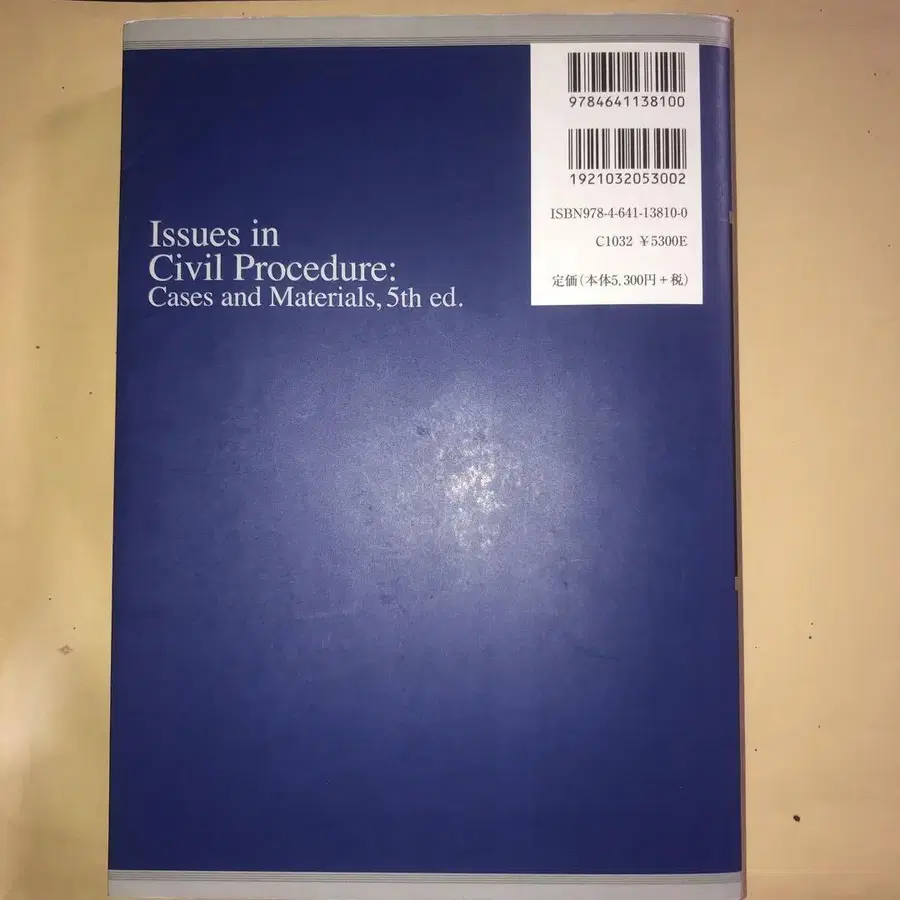 9784641138100
1921032053002
ISBN978-4-641-13810-0
C1032 ¥5300E
定価(本体5,300円+税)
Issues in
Civil Procedure:
Cases and Materials, 5th ed.